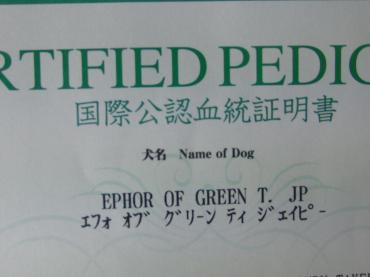 RTIFIED PEDIG
国際公認血統証明書
犬名 Name of Dog
EPHOR OF GREEN T. JP
ｴﾌｫ ｵﾌﾞ ｸﾞﾘｰﾝ ﾃｨ ｼﾞｪｲﾋﾟｰ